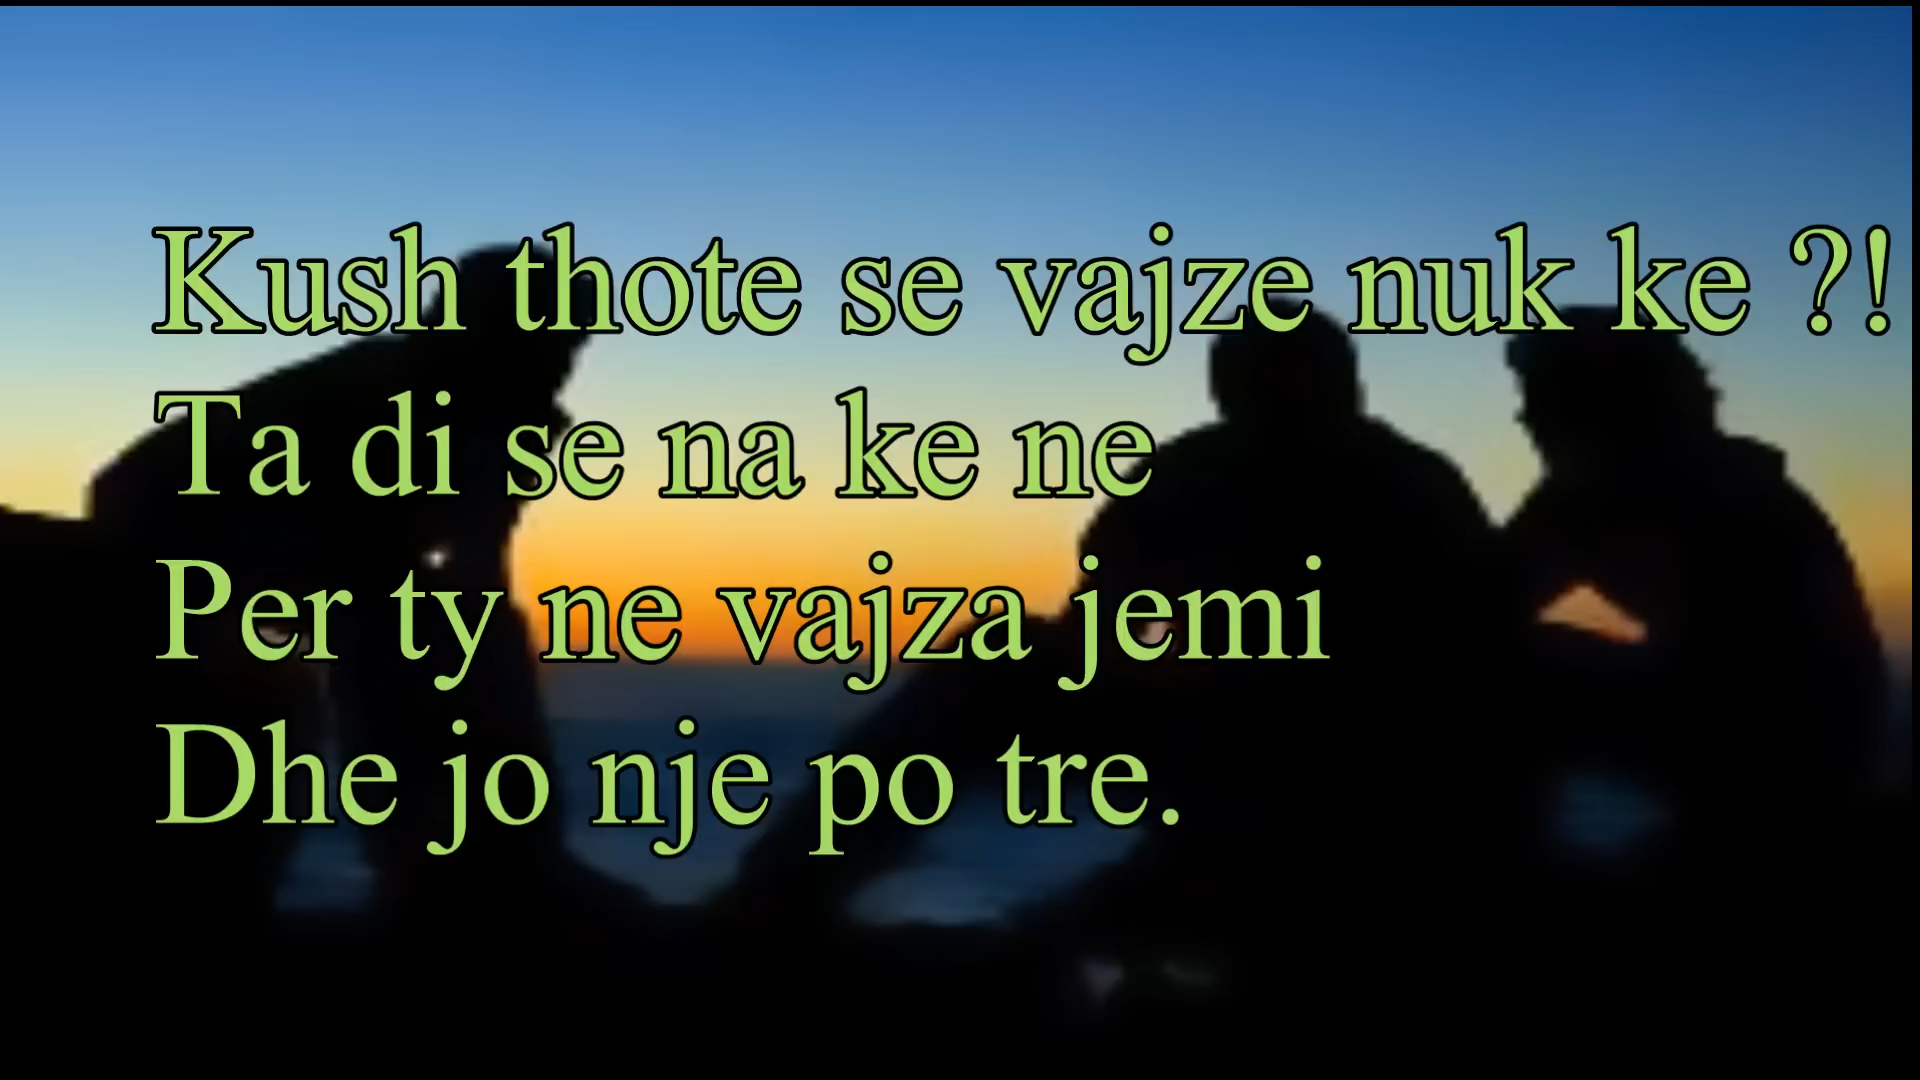 Kush thote se vajze nuk ke ?!
Ta di se na ke ne
Per ty ne vajza jemi
Dhe jo nje po tre.